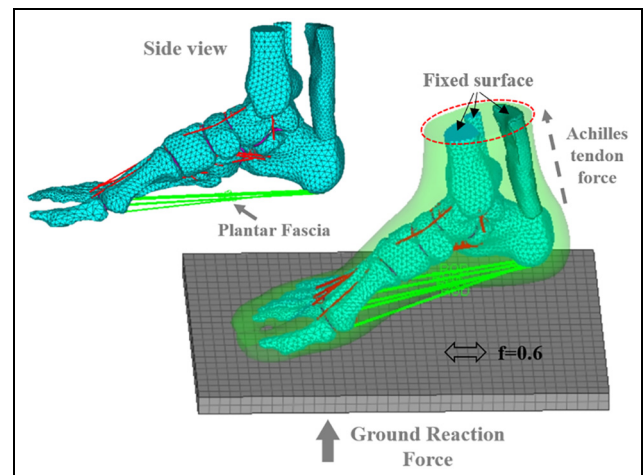 Side view
Fixed surface
Achilles
tendon
force
Plantar Fascia
f=0.6
Ground Reaction
Force